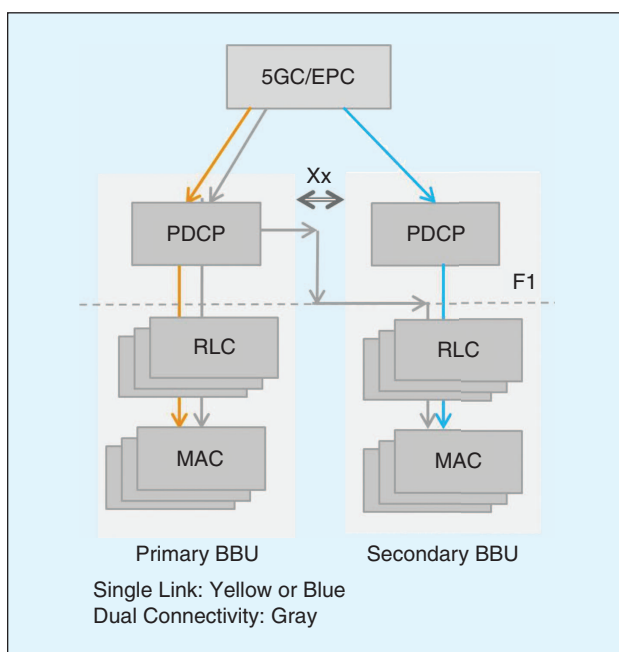 5GC/EPC
Xx
PDCP
PDCP
F1
RLC
RLC
MAC
MAC
Primary BBU
Secondary BBU
Single Link: Yellow or Blue
Dual Connectivity: Gray